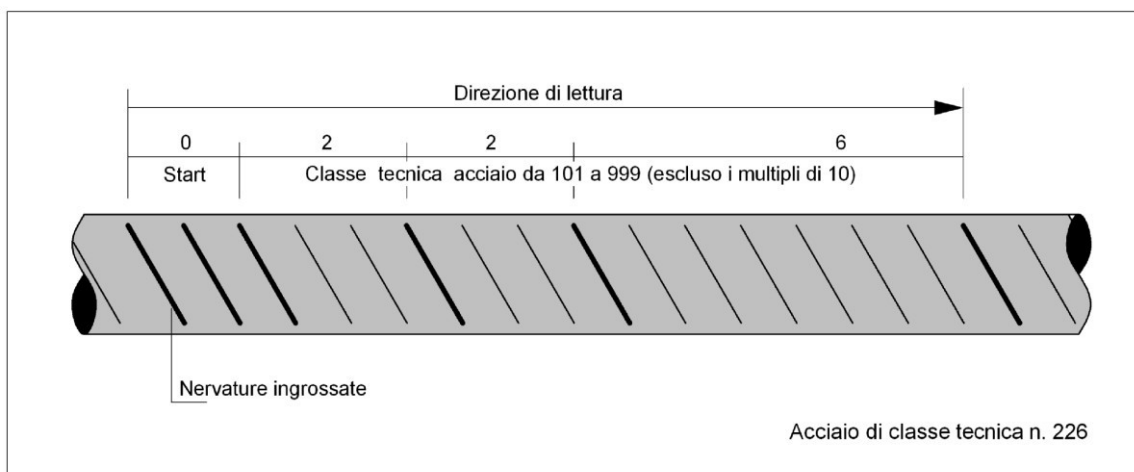 Direzione di lettura
0 2 2 6
Start Classe tecnica acciaio da 101 a 999 (escluso i multipli di 10)
Nervature ingrossate
Acciaio di classe tecnica n. 226